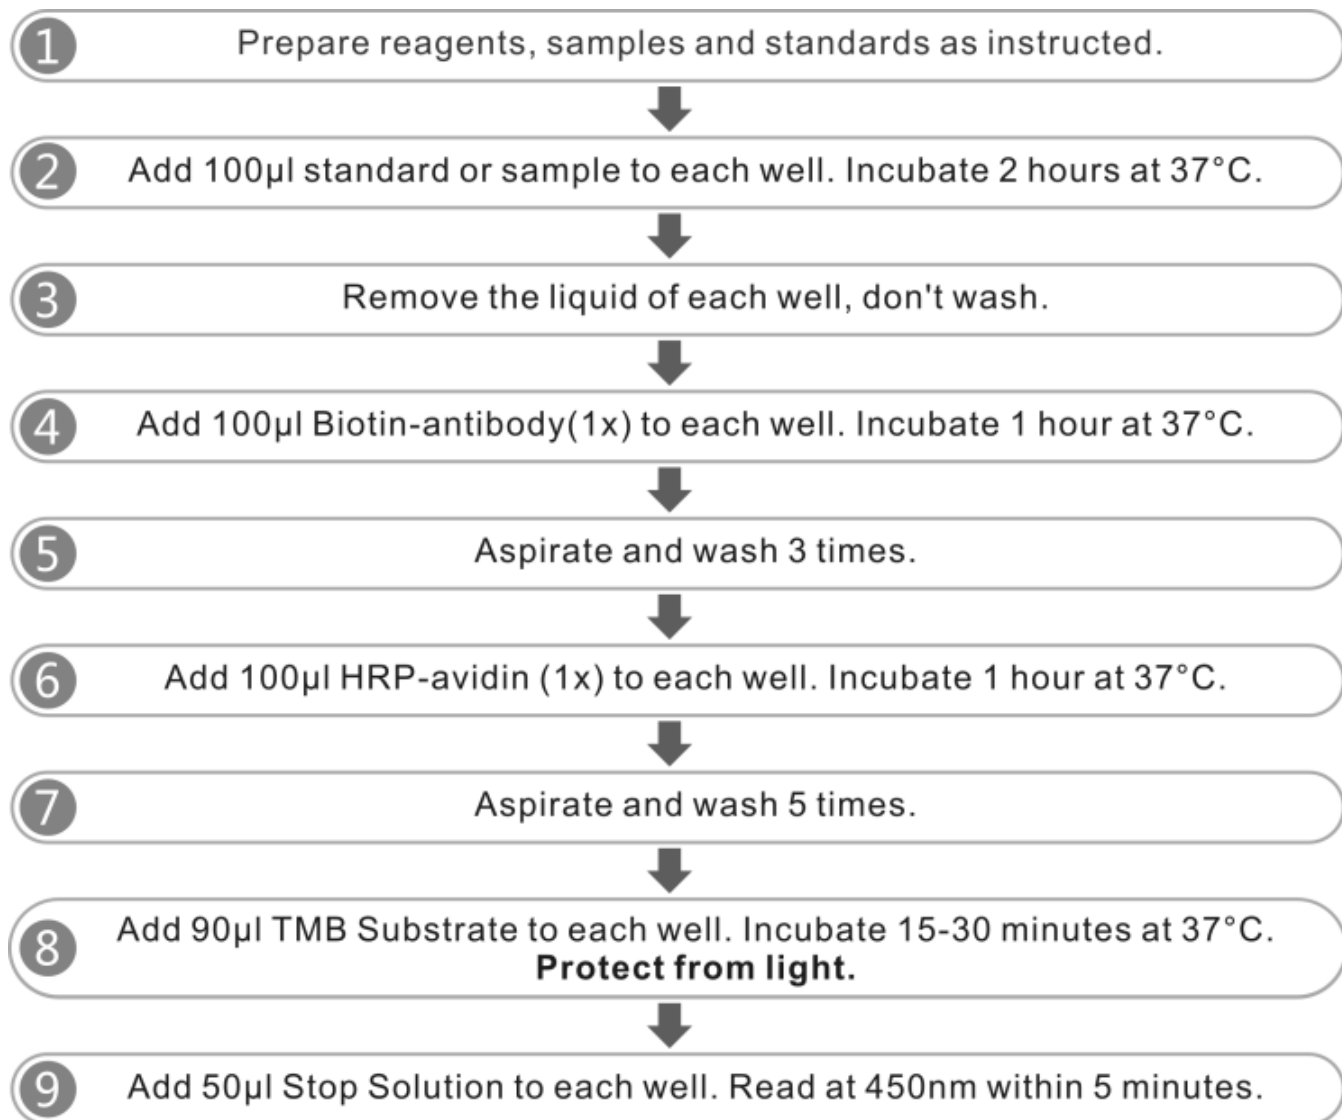 1 Prepare reagents, samples and standards as instructed.
2 Add 100µl standard or sample to each well. Incubate 2 hours at 37°C.
3 Remove the liquid of each well, don't wash.
4 Add 100µl Biotin-antibody(1x) to each well. Incubate 1 hour at 37°C.
5 Aspirate and wash 3 times.
6 Add 100µl HRP-avidin (1x) to each well. Incubate 1 hour at 37°C.
7 Aspirate and wash 5 times.
8 Add 90µl TMB Substrate to each well. Incubate 15-30 minutes at 37°C.
Protect from light.
9 Add 50µl Stop Solution to each well. Read at 450nm within 5 minutes.